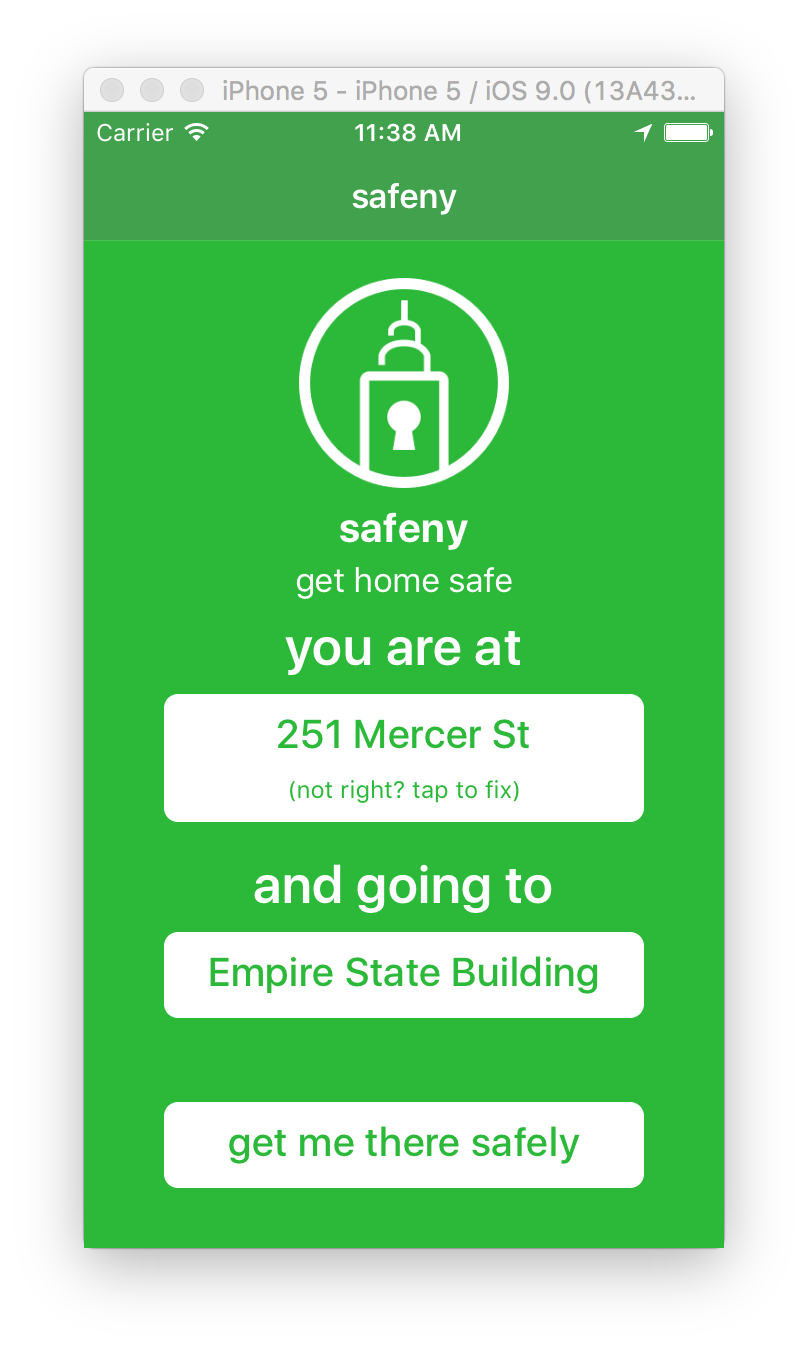 iPhone 5 - iPhone 5 / iOS 9.0 (13A43...
Carrier 11:38 AM
safeny
safeny
get home safe
you are at
251 Mercer St
(not right? tap to fix)
and going to
Empire State Building
get me there safely